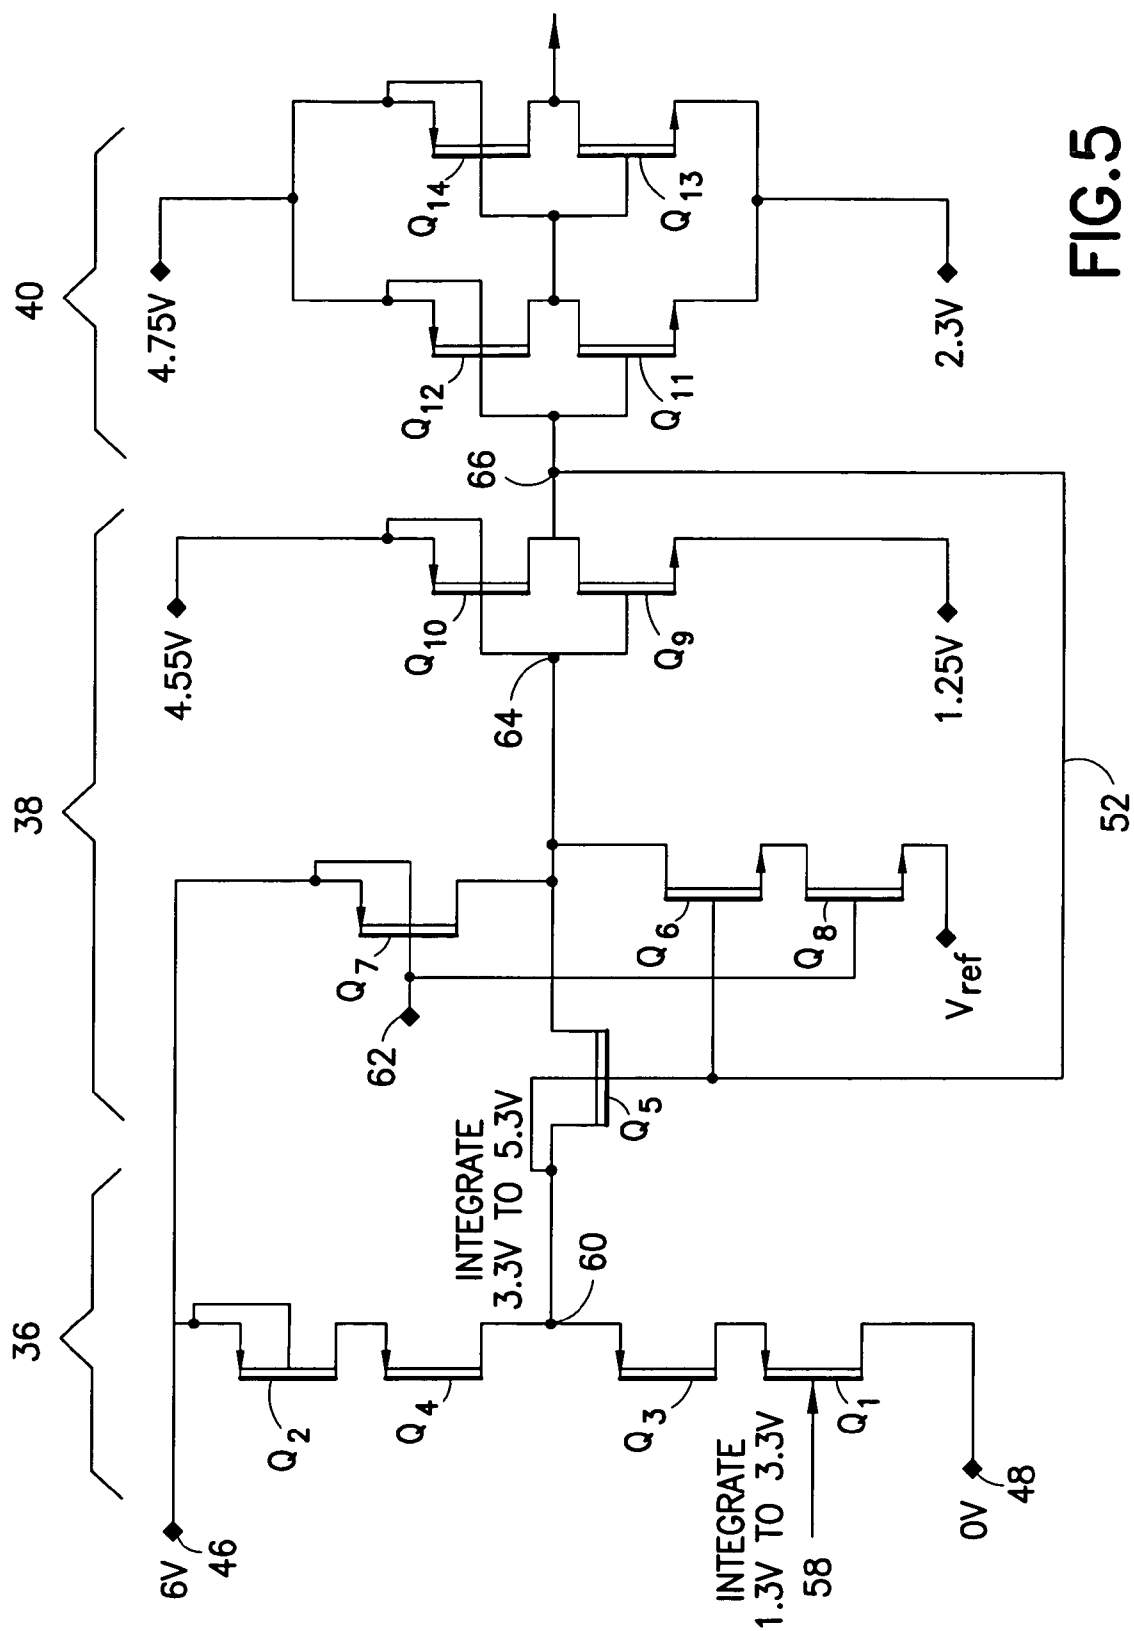 36
38
40
6V
46
Q2
Q4
Q3
Q1
INTEGRATE
1.3V TO 3.3V
58
0V
48
60
INTEGRATE
3.3V TO 5.3V
Q5
62
Q7
Q6
Q8
Vref
52
64
4.55V
Q10
Q9
1.25V
66
4.75V
Q12
Q11
Q14
Q13
2.3V
FIG.5